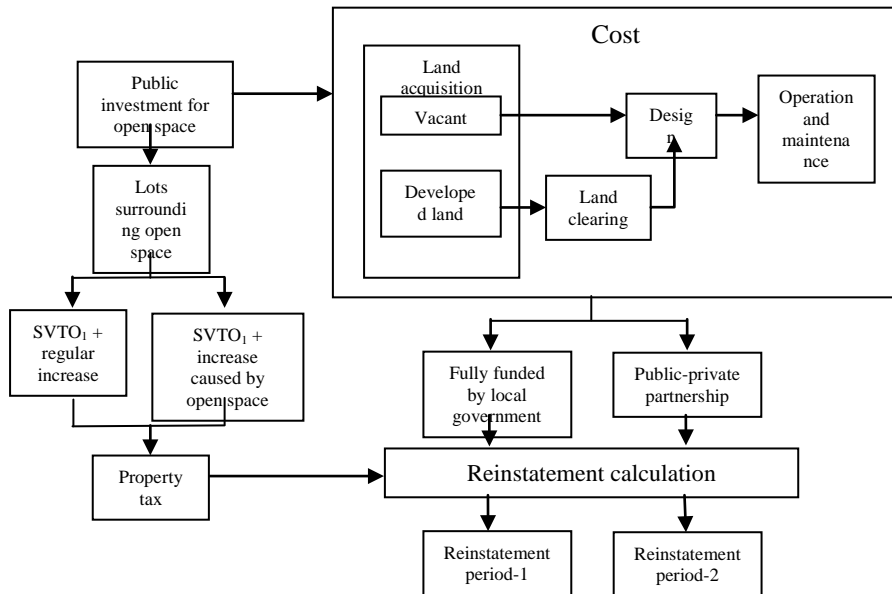 Cost
Public
investment for
open space
Land
acquisition
Vacant
Desig
n
Operation
and
maintena
nce
Develope
d land
Land
clearing
Lots
surroundi
ng open
space
SVTO₁ +
regular
increase
SVTO₁ +
increase
caused by
open space
Fully funded
by local
government
Public-private
partnership
Property
tax
Reinstatement calculation
Reinstatement
period-1
Reinstatement
period-2